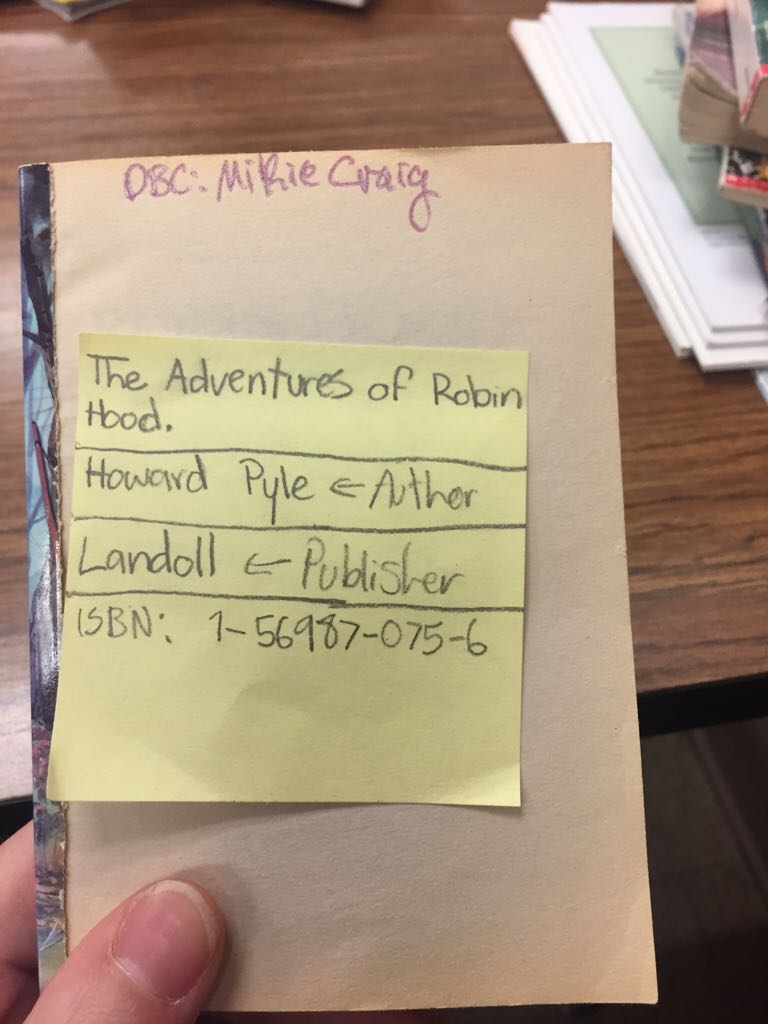 DBC: Mikie Craig
The Adventures of Robin
Hood.
Howard Pyle ← Auther
Landoll ← Publisher
ISBN: 1-56987-075-6